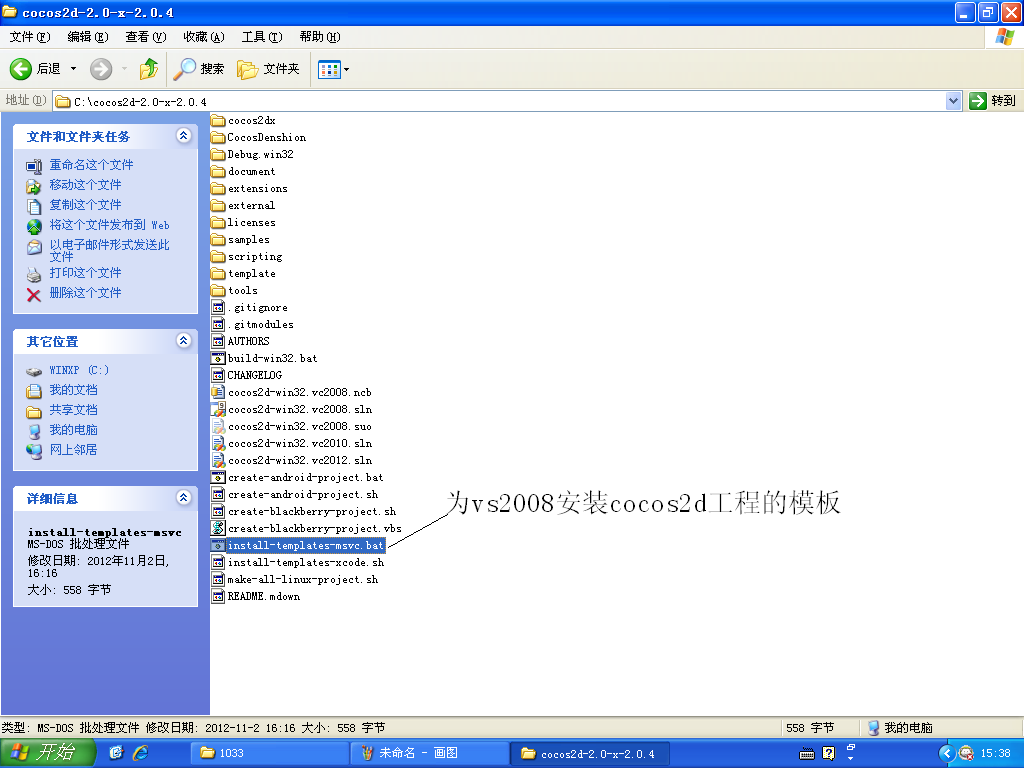 cocos2d-2.0-x-2.0.4
文件(F) 编辑(E) 查看(V) 收藏(A) 工具(T) 帮助(H)
后退 搜索 文件夹
地址(D) C:\cocos2d-2.0-x-2.0.4 转到
文件和文件夹任务
重命名这个文件
移动这个文件
复制这个文件
将这个文件发布到 Web
以电子邮件形式发送此
文件
打印这个文件
删除这个文件
其它位置
WINXP (C:)
我的文档
共享文档
我的电脑
网上邻居
详细信息
install-templates-msvc
MS-DOS 批处理文件
修改日期: 2012年11月2日,
16:16
大小: 558 字节
cocos2dx
CocosDenshion
Debug.win32
document
extensions
external
licenses
samples
scripting
template
tools
.gitignore
.gitmodules
AUTHORS
build-win32.bat
CHANGELOG
cocos2d-win32.vc2008.ncb
cocos2d-win32.vc2008.sln
cocos2d-win32.vc2008.suo
cocos2d-win32.vc2010.sln
cocos2d-win32.vc2012.sln
create-android-project.bat
create-android-project.sh
create-blackberry-project.sh
create-blackberry-project.vbs
install-templates-msvc.bat
install-templates-xcode.sh
make-all-linux-project.sh
README.mdown
为vs2008安装cocos2d工程的模板
类型: MS-DOS 批处理文件 修改日期: 2012-11-2 16:16 大小: 558 字节 558 字节 我的电脑
开始 1033 未命名 - 画图 cocos2d-2.0-x-2.0.4 15:38